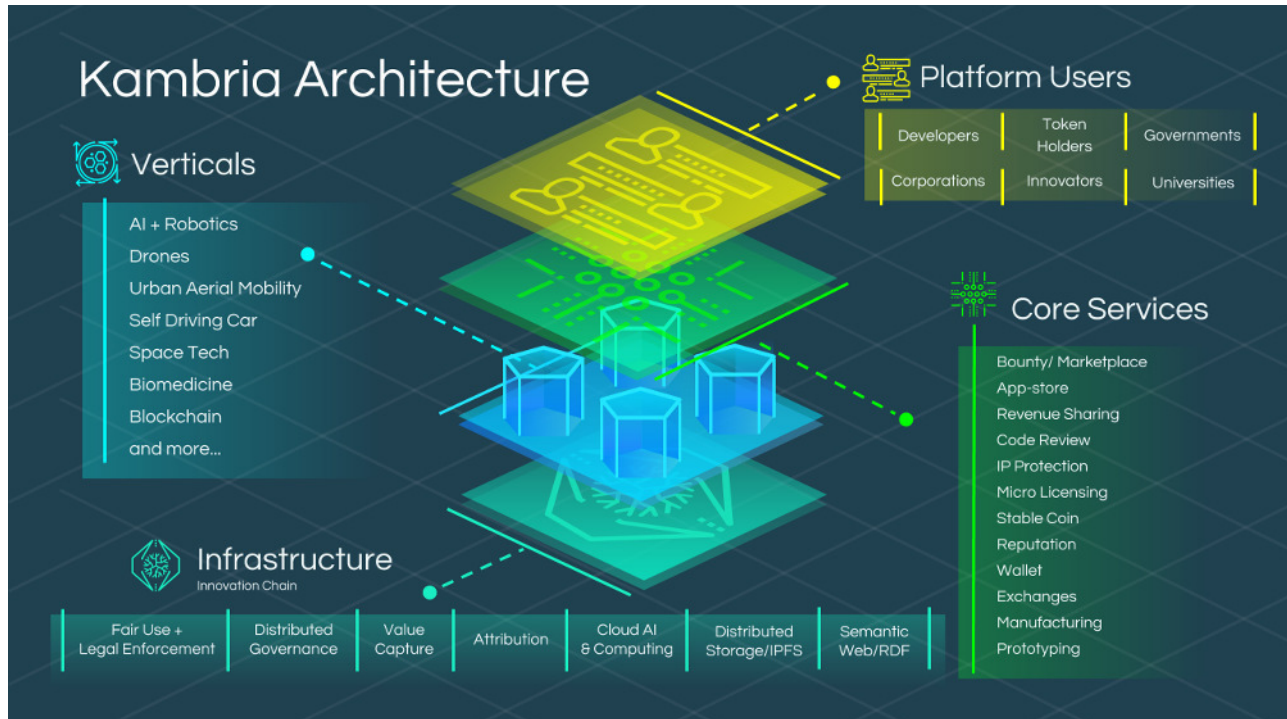 Kambria Architecture
Platform Users
Developers
Token
Holders
Governments
Corporations
Innovators
Universities
Verticals
AI + Robotics
Drones
Urban Aerial Mobility
Self Driving Car
Space Tech
Biomedicine
Blockchain
and more...
Core Services
Bounty/ Marketplace
App-store
Revenue Sharing
Code Review
IP Protection
Micro Licensing
Stable Coin
Reputation
Wallet
Exchanges
Manufacturing
Prototyping
Infrastructure
Innovation Chain
Fair Use +
Legal Enforcement
Distributed
Governance
Value
Capture
Attribution
Cloud AI
& Computing
Distributed
Storage/IPFS
Semantic
Web/RDF